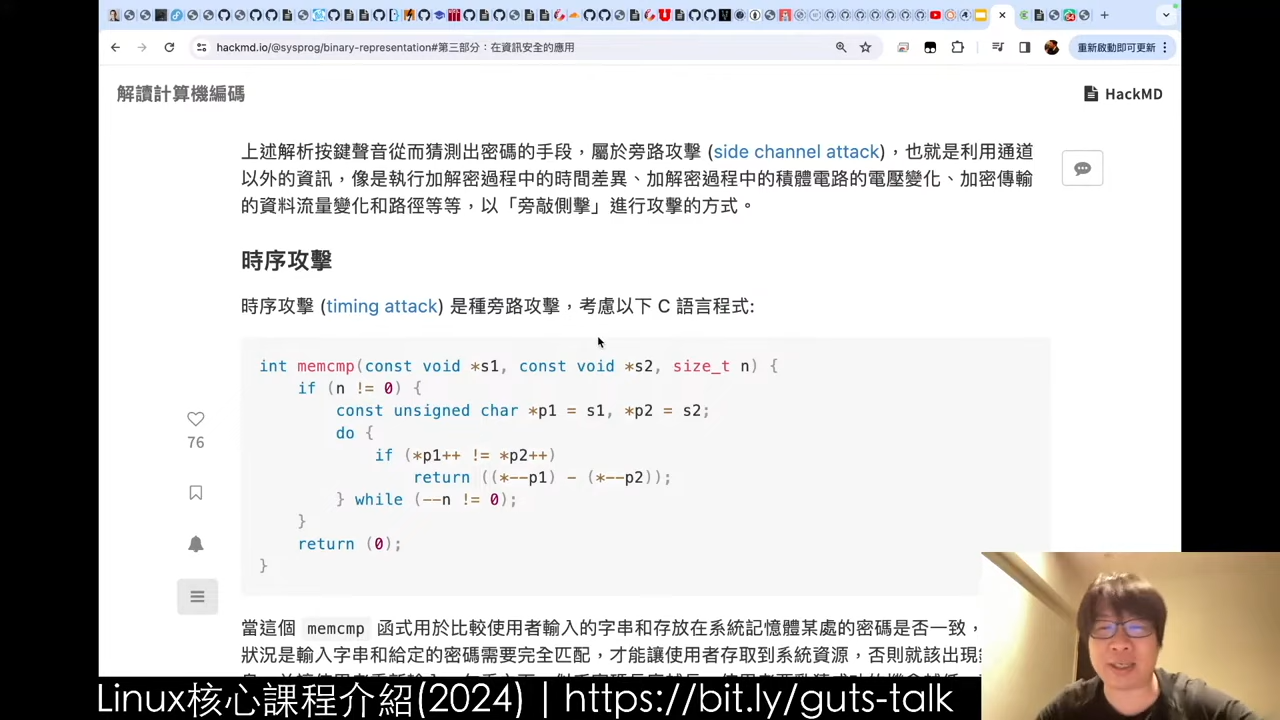 hackmd.io/@sysprog/binary-representation#第三部分：在資訊安全的應用
重新啟動即可更新
解讀計算機編碼
HackMD
上述解析按鍵聲音從而猜測出密碼的手段，屬於旁路攻擊 (side channel attack)，也就是利用通道
以外的資訊，像是執行加解密過程中的時間差異、加解密過程中的積體電路的電壓變化、加密傳輸
的資料流量變化和路徑等等，以「旁敲側擊」進行攻擊的方式。
時序攻擊
時序攻擊 (timing attack) 是種旁路攻擊，考慮以下 C 語言程式:
int memcmp(const void *s1, const void *s2, size_t n) {
if (n != 0) {
const unsigned char *p1 = s1, *p2 = s2;
do {
if (*p1++ != *p2++)
return ((*--p1) - (*--p2));
} while (--n != 0);
}
return (0);
}
76
當這個 memcmp 函式用於比較使用者輸入的字串和存放在系統記憶體某處的密碼是否一致，
狀況是輸入字串和給定的密碼需要完全匹配，才能讓使用者存取到系統資源，否則就該出現
Linux核心課程介紹(2024) | https://bit.ly/guts-talk